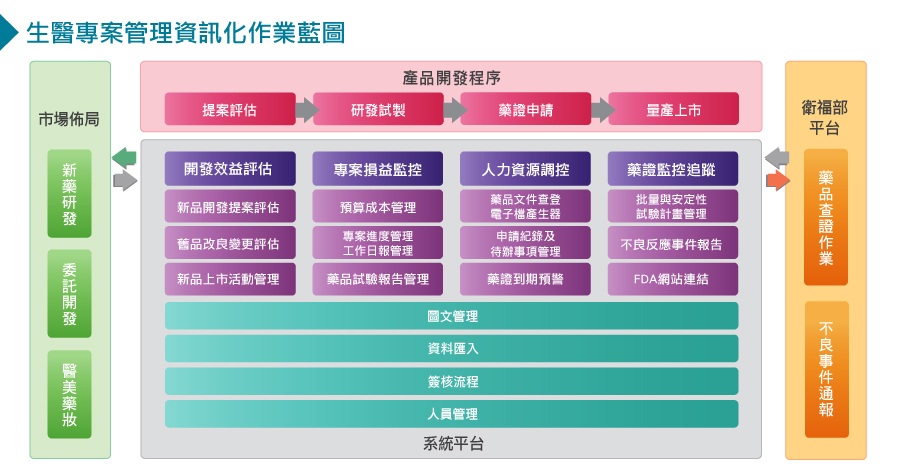 生醫專案管理資訊化作業藍圖
市場佈局
新藥研發
委託開發
醫美藥妝
產品開發程序
提案評估
研發試製
藥證申請
量產上市
開發效益評估
專案損益監控
人力資源調控
藥證監控追蹤
新品開發提案評估
預算成本管理
藥品文件查登
電子檔產生器
批量與安定性
試驗計畫管理
舊品改良變更評估
專案進度管理
工作日報管理
申請紀錄及
待辦事項管理
不良反應事件報告
新品上市活動管理
藥品試驗報告管理
藥證到期預警
FDA網站連結
圖文管理
資料匯入
簽核流程
人員管理
系統平台
衛福部
平台
藥品查證作業
不良事件通報